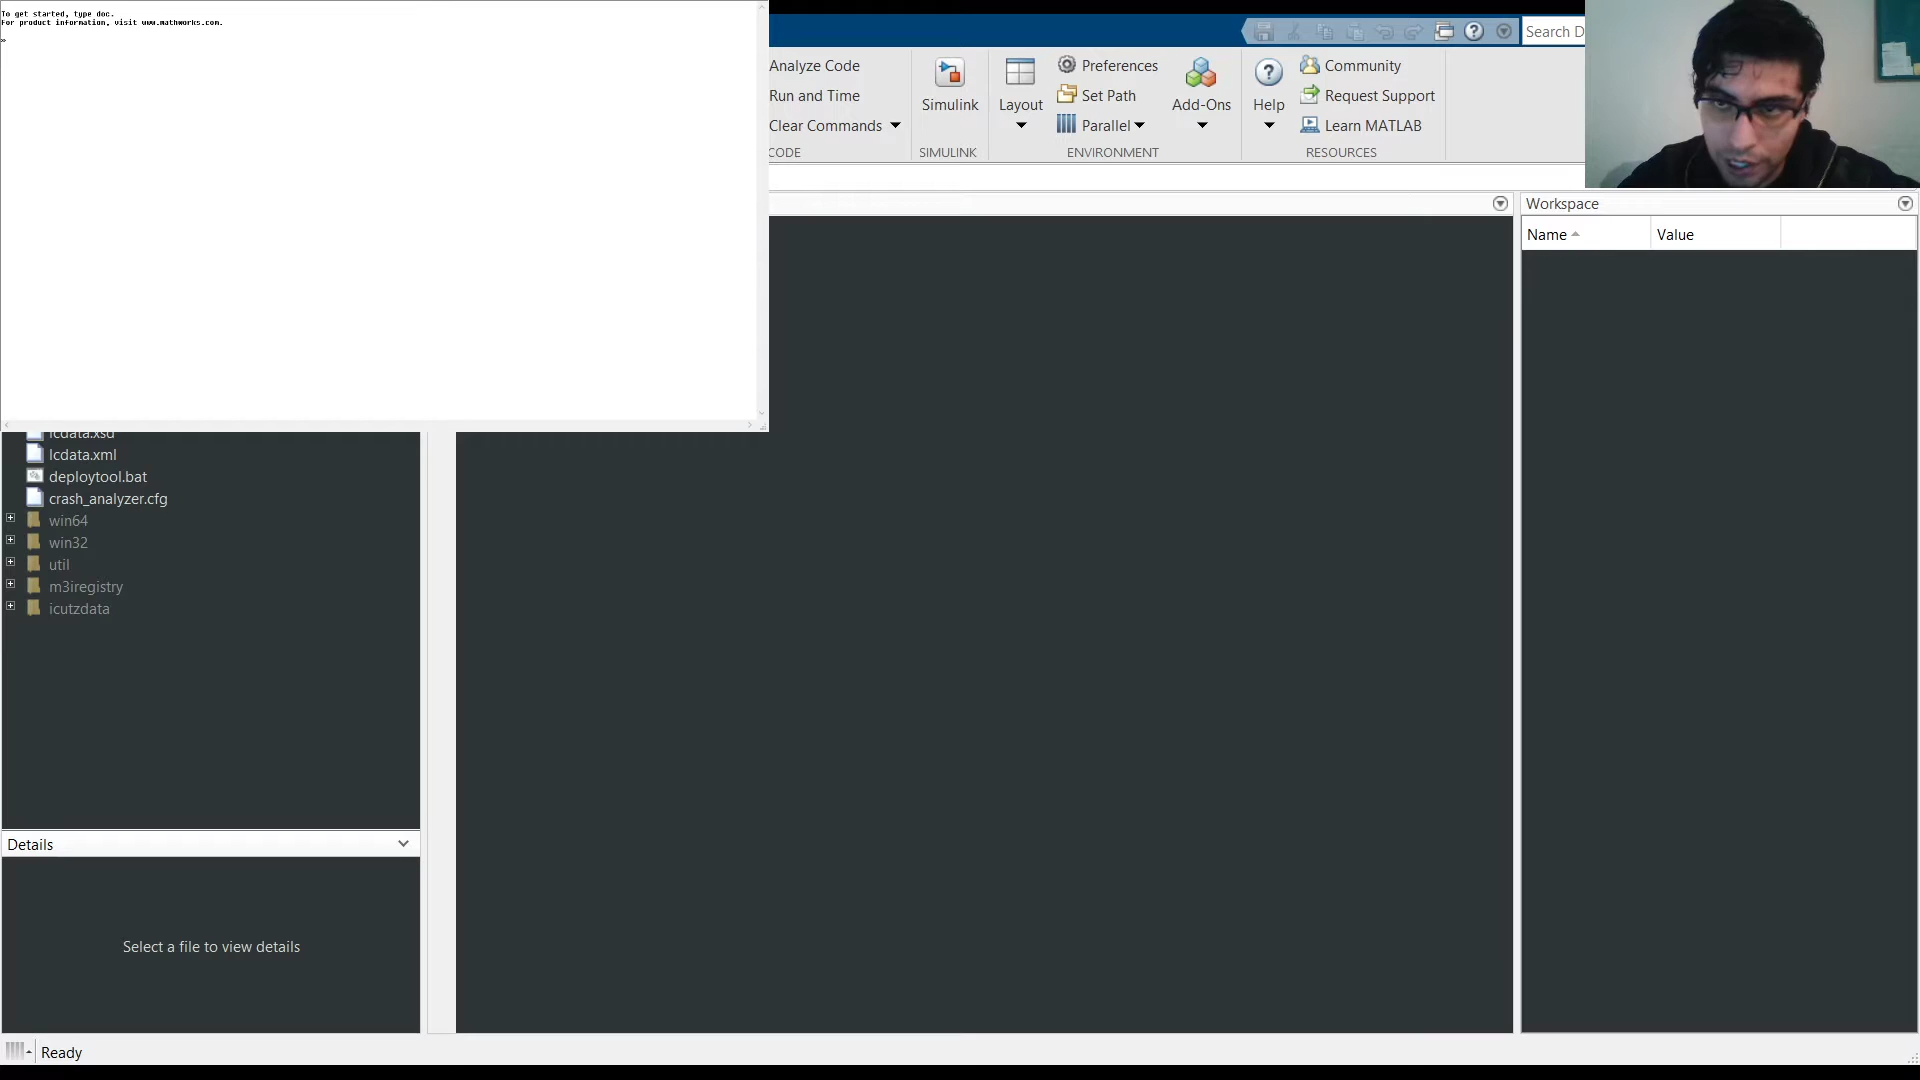 To get started, type doc.
For product information, visit www.mathworks.com.
>>
Search D
Analyze Code
Run and Time
Clear Commands
CODE
Simulink
SIMULINK
Layout
Preferences
Set Path
Parallel
Add-Ons
ENVIRONMENT
Help
Community
Request Support
Learn MATLAB
RESOURCES
Workspace
Name
Value
lcdata.xsd
lcdata.xml
deploytool.bat
crash_analyzer.cfg
win64
win32
util
m3iregistry
icutzdata
Details
Select a file to view details
Ready